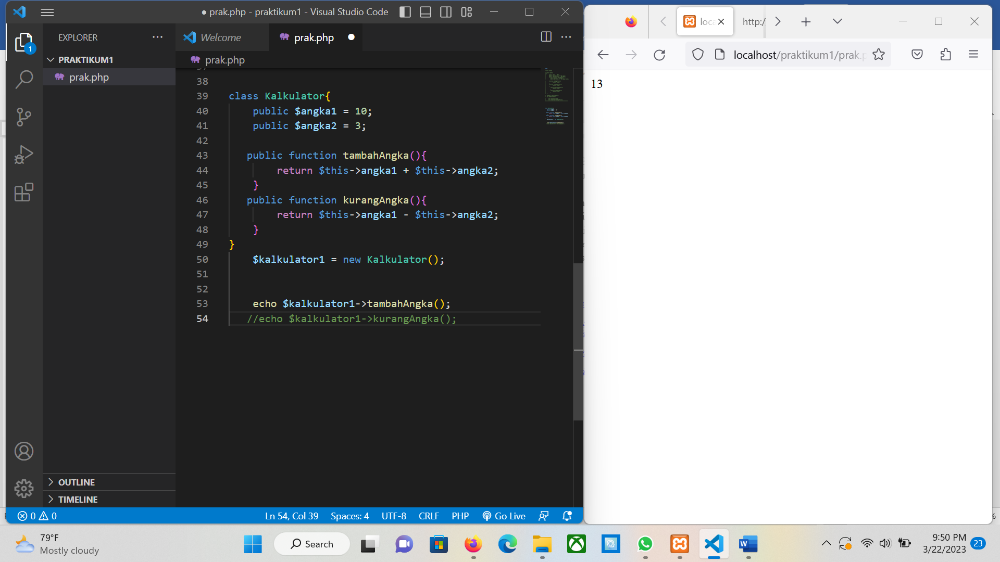 prak.php - praktikum1 - Visual Studio Code
EXPLORER
PRAKTIKUM1
prak.php
1
Welcome
prak.php
prak.php
38
39 class Kalkulator{
40 public $angka1 = 10;
41 public $angka2 = 3;
42
43 public function tambahAngka(){
44 return $this->angka1 + $this->angka2;
45 }
46 public function kurangAngka(){
47 return $this->angka1 - $this->angka2;
48 }
49 }
50 $kalkulator1 = new Kalkulator();
51
52
53 echo $kalkulator1->tambahAngka();
54 //echo $kalkulator1->kurangAngka();
OUTLINE
TIMELINE
0 0
Ln 54, Col 39 Spaces: 4 UTF-8 CRLF PHP Go Live
http:/
localhost/praktikum1/prak.p
13
79°F
Mostly cloudy
Search
9:50 PM
3/22/2023
23